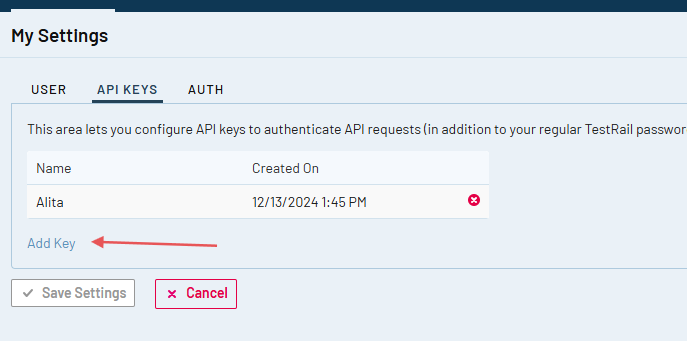 My Settings
USER API KEYS AUTH
This area lets you configure API keys to authenticate API requests (in addition to your regular TestRail passwor
Name Created On
Alita 12/13/2024 1:45 PM
Add Key
Save Settings Cancel